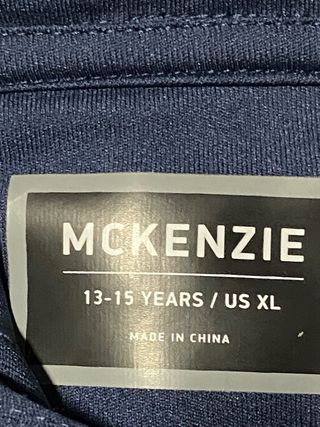 MCKENZIE
13-15 YEARS / US XL
MADE IN CHINA